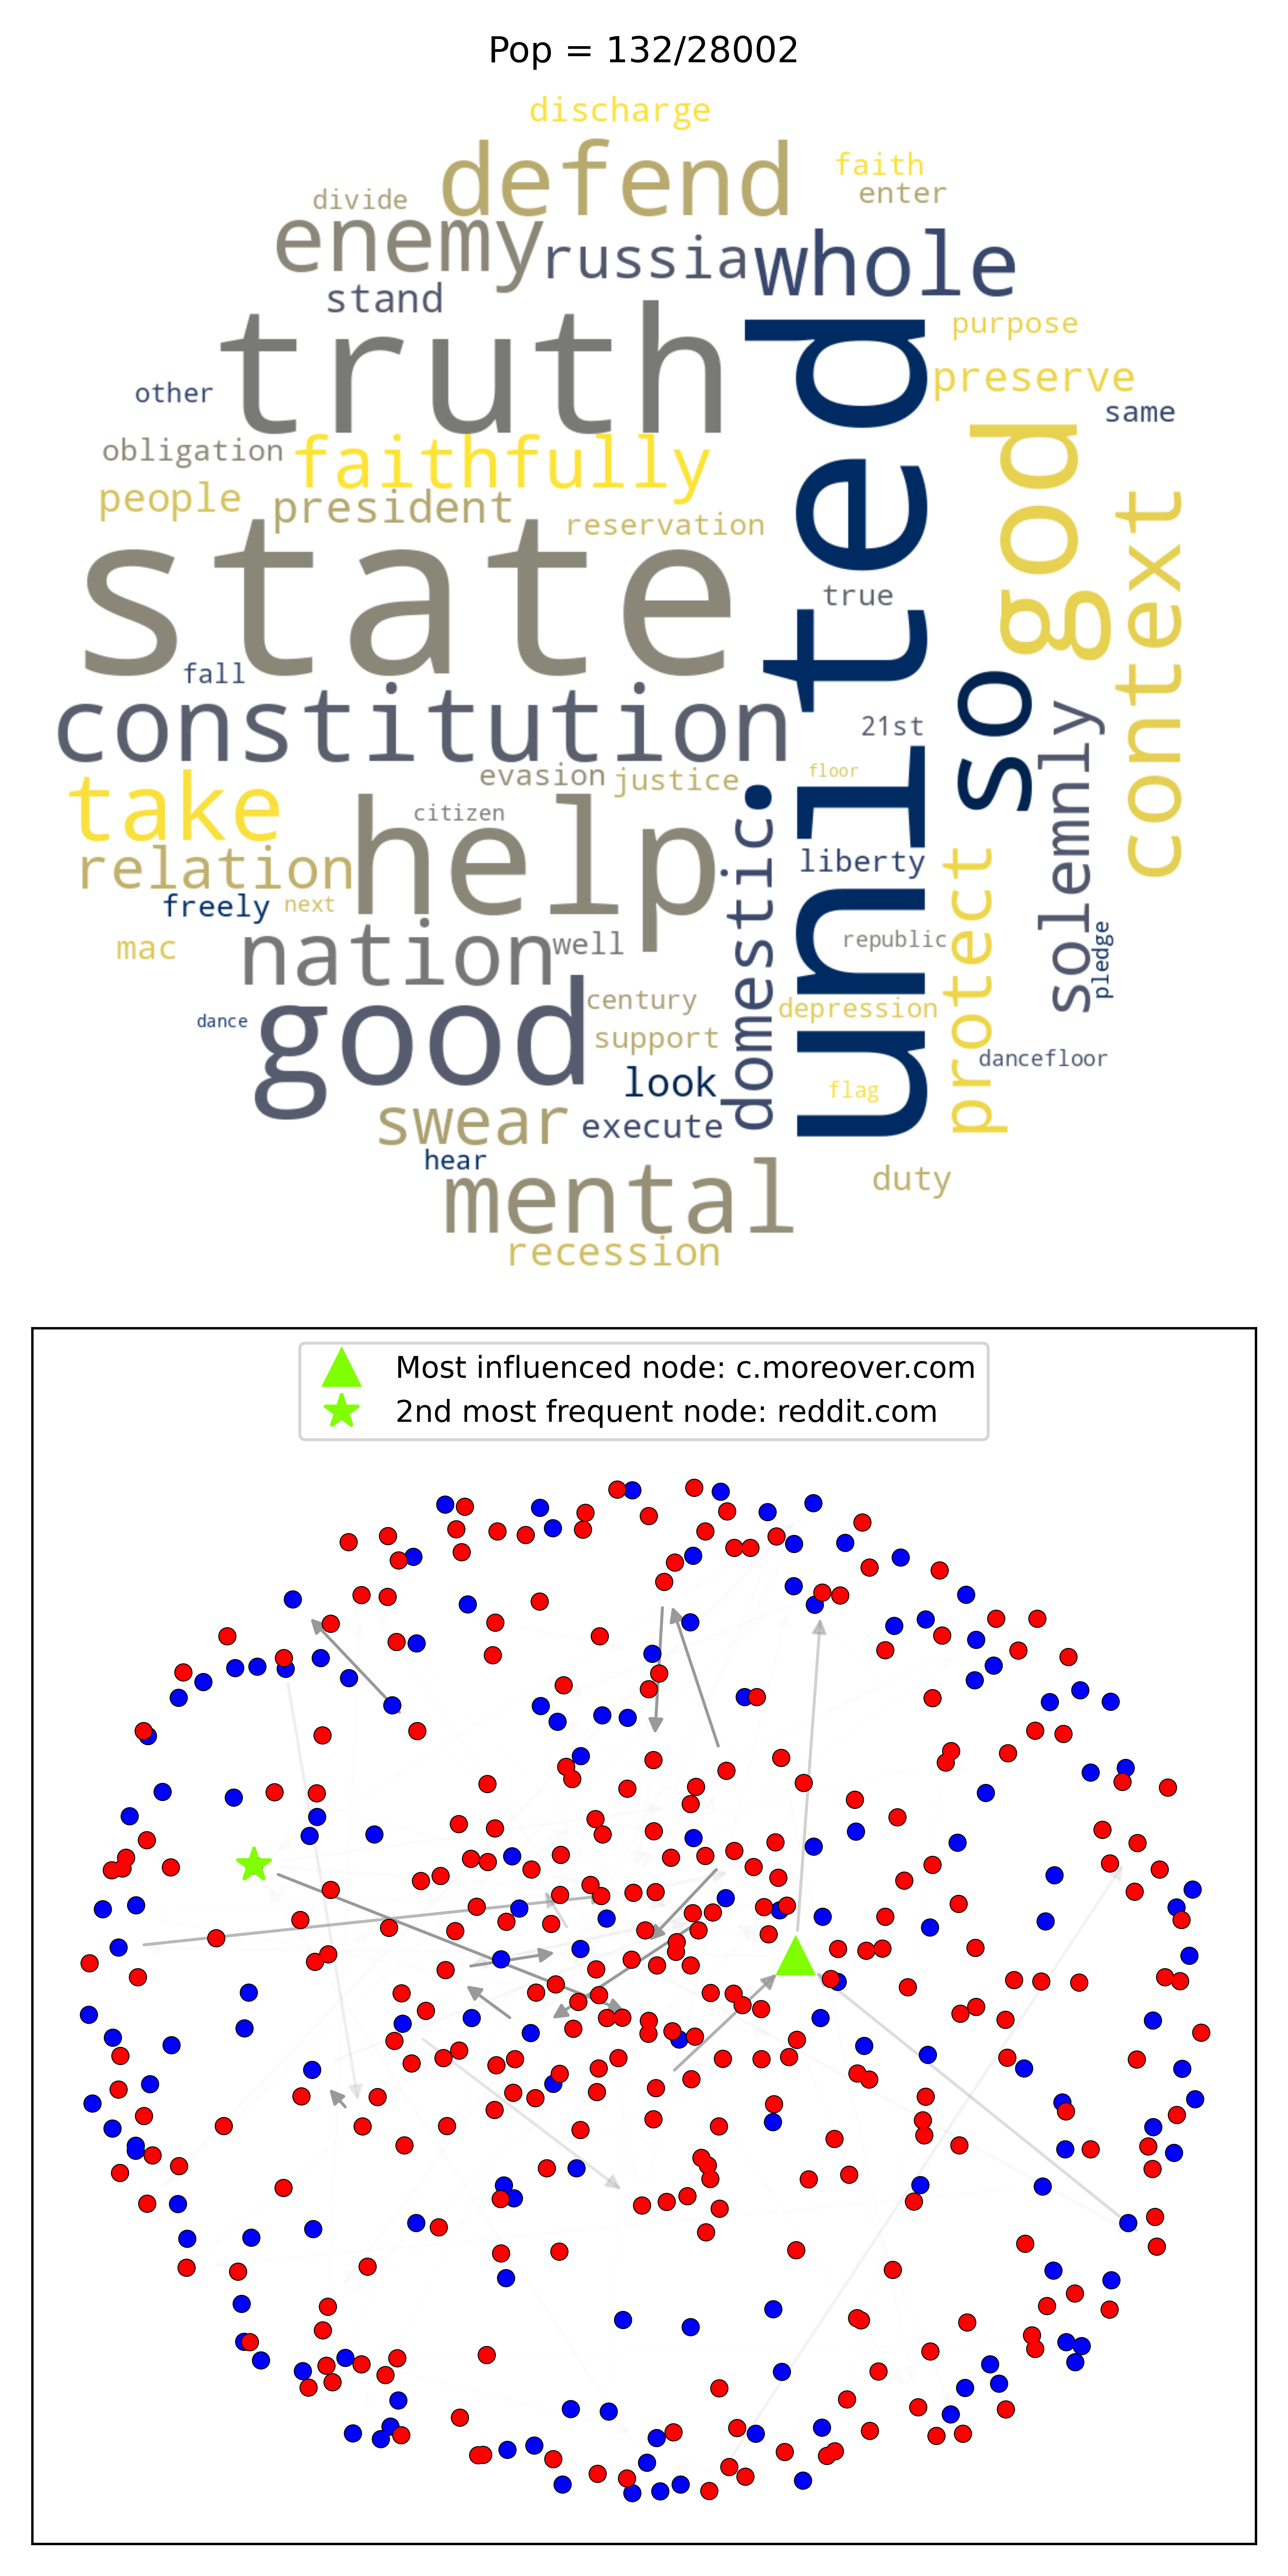 Pop = 132/28002
discharge
defend
faith
divide
enter
enemy
russia
whole
stand
truth
united
purpose
preserve
other
same
obligation
faithfully
god
people
president
reservation
context
state
true
fall
so
constitution
solemnly
21st
take
evasion
justice
floor
citizen
help
domestic
relation
liberty
protect
freely
next
nation
well
republic
pledge
mac
good
century
depression
dance
support
dancefloor
look
flag
swear
execute
hear
mental
duty
recession
Most influenced node: c.moreover.com
2nd most frequent node: reddit.com